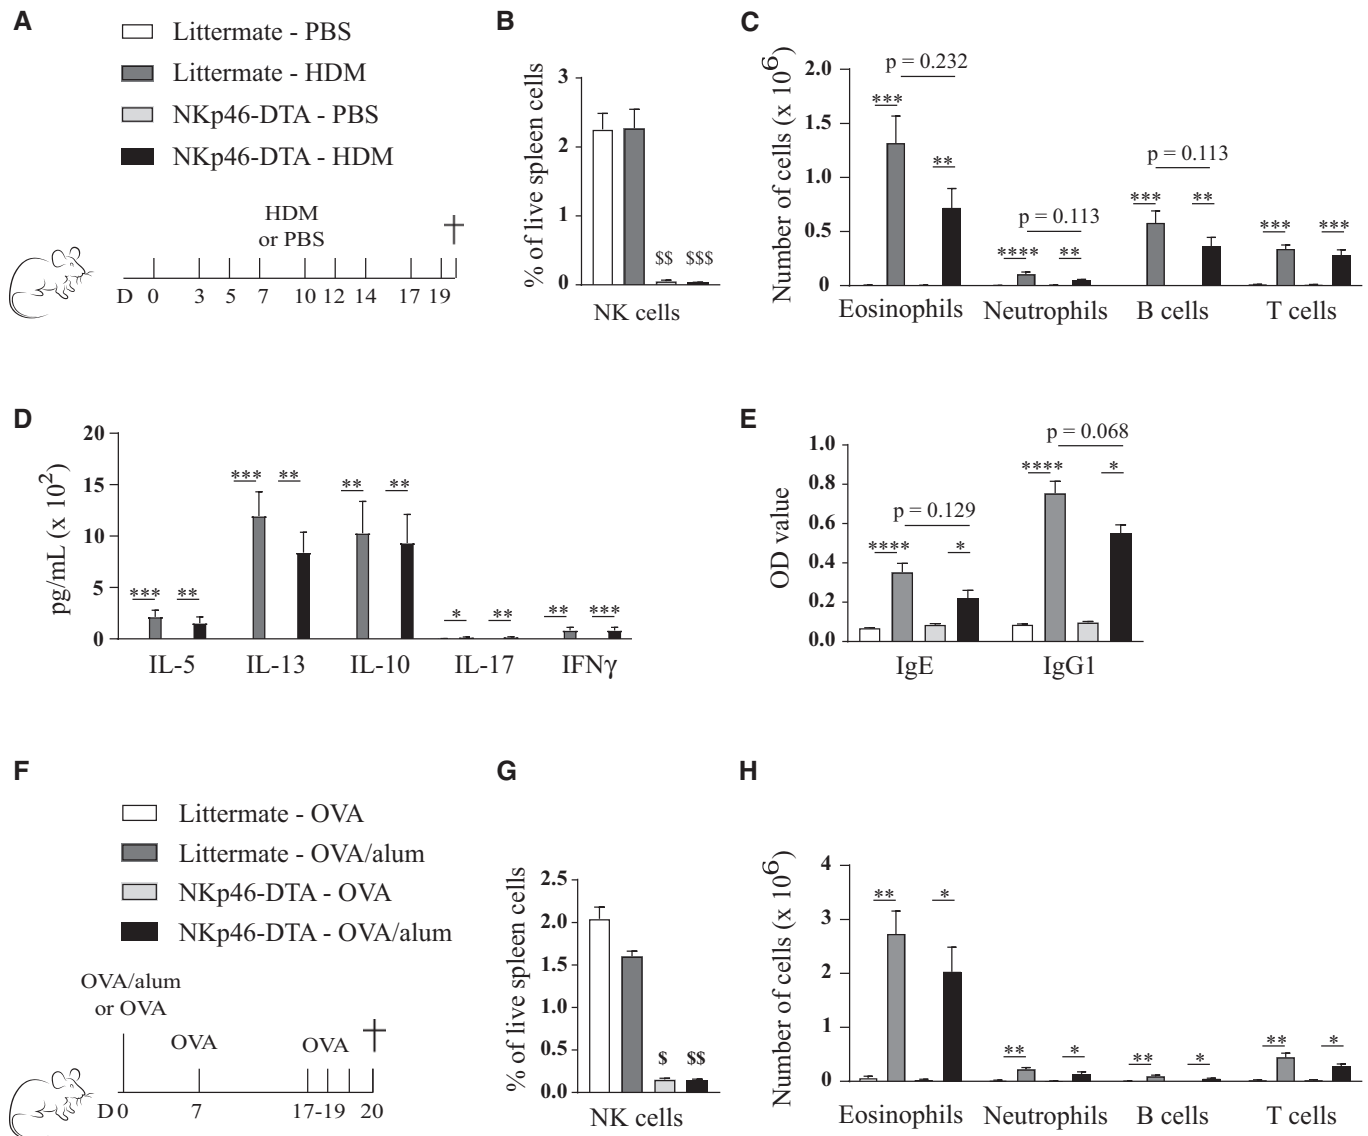 A
Littermate - PBS
Littermate - HDM
NKp46-DTA - PBS
NKp46-DTA - HDM
HDM
or PBS
D 0 3 5 7 10 12 14 17 19
B
% of live spleen cells
3
2
1
0
$$ $$$
NK cells
C
Number of cells (x 10^6)
2.0
1.5
1.0
0.5
0
p = 0.232
*** **
p = 0.113
**** **
p = 0.113
*** **
*** ***
Eosinophils Neutrophils B cells T cells
D
pg/mL (x 10^2)
20
15
10
5
0
*** ** *** ** ** ** * ** ** ***
IL-5 IL-13 IL-10 IL-17 IFNγ
E
OD value
1.0
0.8
0.6
0.4
0.2
0.0
p = 0.129
**** *
p = 0.068
**** *
IgE IgG1
F
Littermate - OVA
Littermate - OVA/alum
NKp46-DTA - OVA
NKp46-DTA - OVA/alum
OVA/alum
or OVA
OVA OVA
D 0 7 17-19 20
G
% of live spleen cells
2.5
2.0
1.5
1.0
0.5
0.0
$ $$
NK cells
H
Number of cells (x 10^6)
4
3
2
1
0
** * ** * ** * ** *
Eosinophils Neutrophils B cells T cells